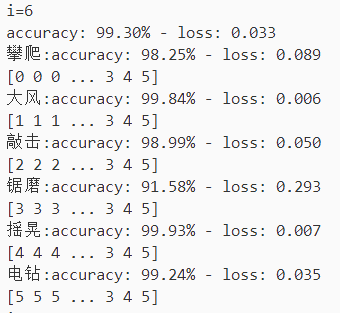 i=6
accuracy: 99.30% - loss: 0.033
攀爬:accuracy: 98.25% - loss: 0.089
[0 0 0 ... 3 4 5]
大风:accuracy: 99.84% - loss: 0.006
[1 1 1 ... 3 4 5]
敲击:accuracy: 98.99% - loss: 0.050
[2 2 2 ... 3 4 5]
锯磨:accuracy: 91.58% - loss: 0.293
[3 3 3 ... 3 4 5]
摇晃:accuracy: 99.93% - loss: 0.007
[4 4 4 ... 3 4 5]
电钻:accuracy: 99.24% - loss: 0.035
[5 5 5 ... 3 4 5]